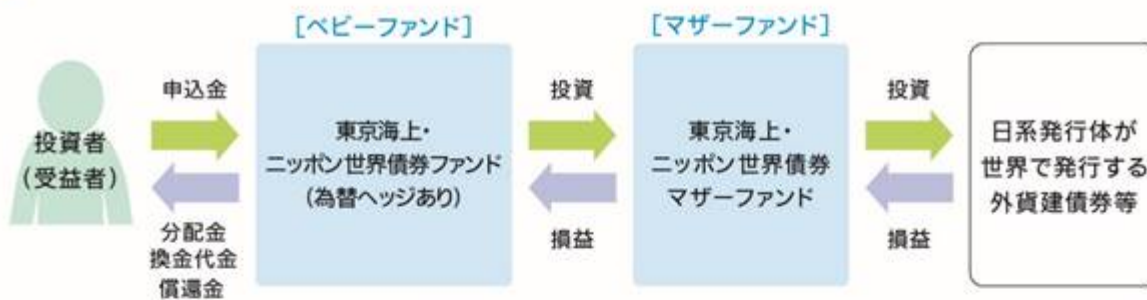 [ベビーファンド]
[マザーファンド]
投資者
(受益者)
申込金
分配金
換金代金
償還金
東京海上・
ニッポン世界債券ファンド
(為替ヘッジあり)
投資
損益
東京海上・
ニッポン世界債券
マザーファンド
投資
損益
日系発行体が
世界で発行する
外貨建債券等